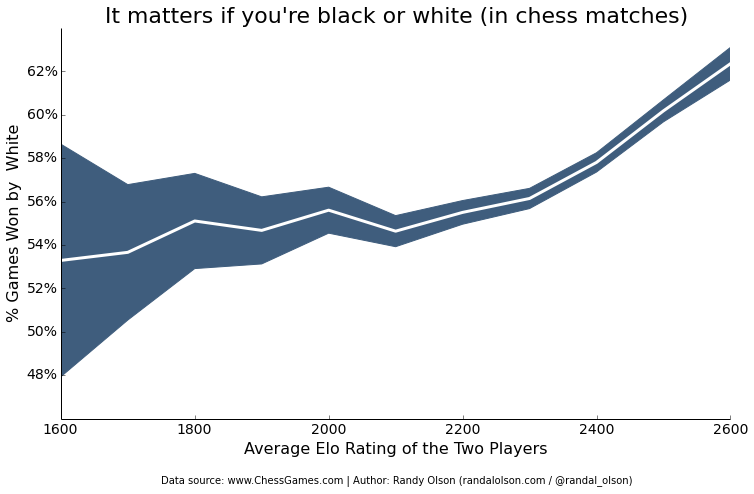 It matters if you're black or white (in chess matches)
% Games Won by  White
62%
60%
58%
56%
54%
52%
50%
48%
1600 1800 2000 2200 2400 2600
Average Elo Rating of the Two Players
Data source: www.ChessGames.com | Author: Randy Olson (randalolson.com / @randal_olson)